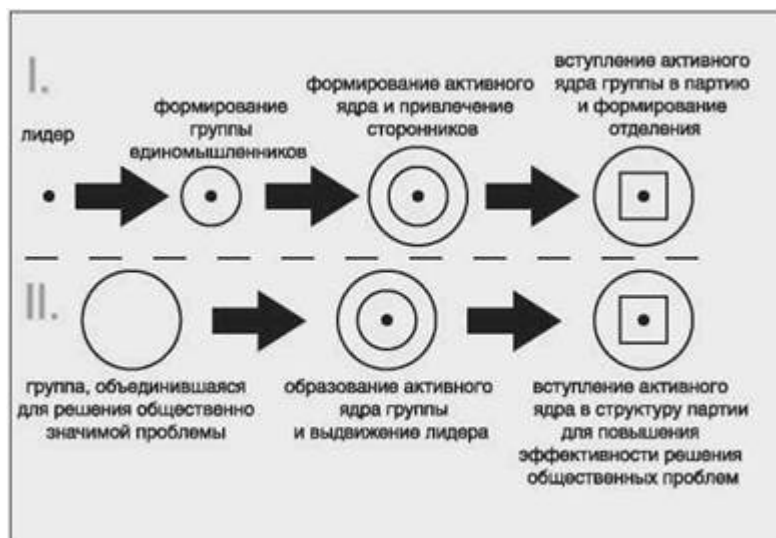 I.
лидер
формирование
группы
единомышленников
формирование активного
ядра и привлечение
сторонников
вступление активного
ядра группы в партию
и формирование
отделения
II.
группа, объединившаяся
для решения общественно
значимой проблемы
образование активного
ядра группы
и выдвижение лидера
вступление активного
ядра в структуру партии
для повышения
эффективности решения
общественных проблем